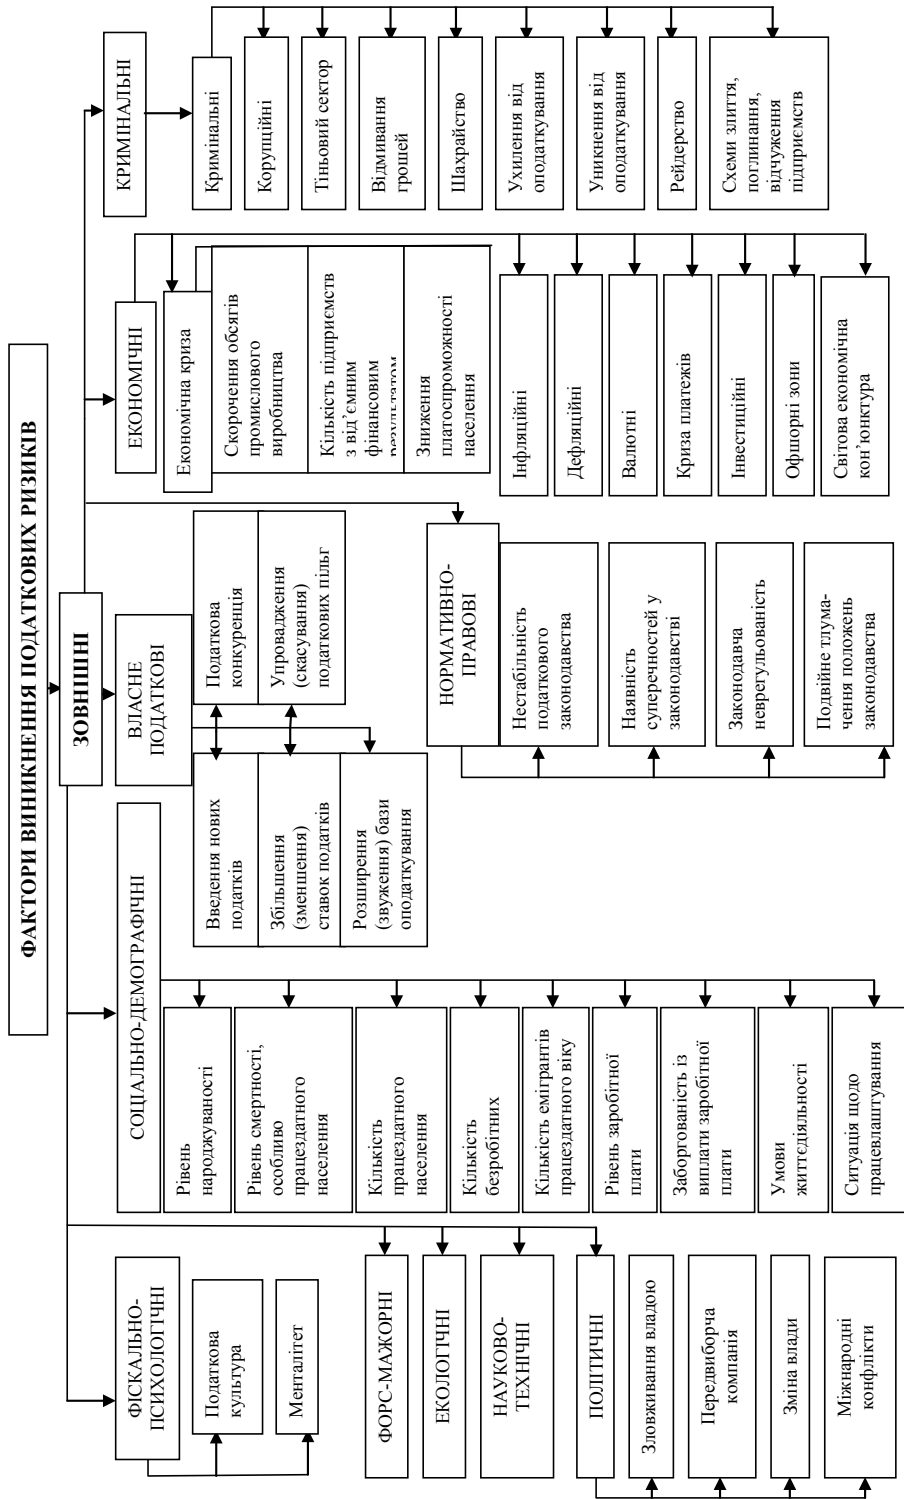 ФАКТОРИ ВИНИКНЕННЯ ПОДАТКОВИХ РИЗИКІВ
ЗОВНІШНІ
ФІСКАЛЬНО-
ПСИХОЛОГІЧНІ
Податкова
культура
Менталітет
ФОРС-МАЖОРНІ
ЕКОЛОГІЧНІ
НАУКОВО-
ТЕХНІЧНІ
ПОЛІТИЧНІ
Зловживання владою
Передвиборча
компанія
Зміна влади
Міжнародні
конфлікти
СОЦІАЛЬНО-ДЕМОГРАФІЧНІ
Рівень
народжуваності
Рівень смертності,
особливо
працездатного
населення
Кількість
працездатного
населення
Кількість
безробітних
Кількість емігрантів
працездатного віку
Рівень заробітної
плати
Заборгованість із
виплати заробітної
плати
Умови
життєдіяльності
Ситуація щодо
працевлаштування
ВЛАСНЕ
ПОДАТКОВІ
Введення нових
податків
Збільшення
(зменшення)
ставок податків
Розширення
(звуження) бази
оподаткування
Податкова
конкуренція
Упровадження
(скасування)
податкових пільг
НОРМАТИВНО-
ПРАВОВІ
Нестабільність
податкового
законодавства
Наявність
суперечностей у
законодавстві
Законодавча
неврегульованість
Подвійне тлума-
чення положень
законодавства
ЕКОНОМІЧНІ
Економічна криза
Скорочення обсягів
промислового
виробництва
Кількість підприємств
з від’ємним
фінансовим
результатом
Зниження
платоспроможності
населення
Інфляційні
Дефляційні
Валютні
Криза платежів
Інвестиційні
Офшорні зони
Світова економічна
кон’юнктура
КРИМІНАЛЬНІ
Кримінальні
Корупційні
Тіньовий сектор
Відмивання
грошей
Шахрайство
Ухилення від
оподаткування
Уникнення від
оподаткування
Рейдерство
Схеми злиття,
поглинання,
відчуження
підприємств